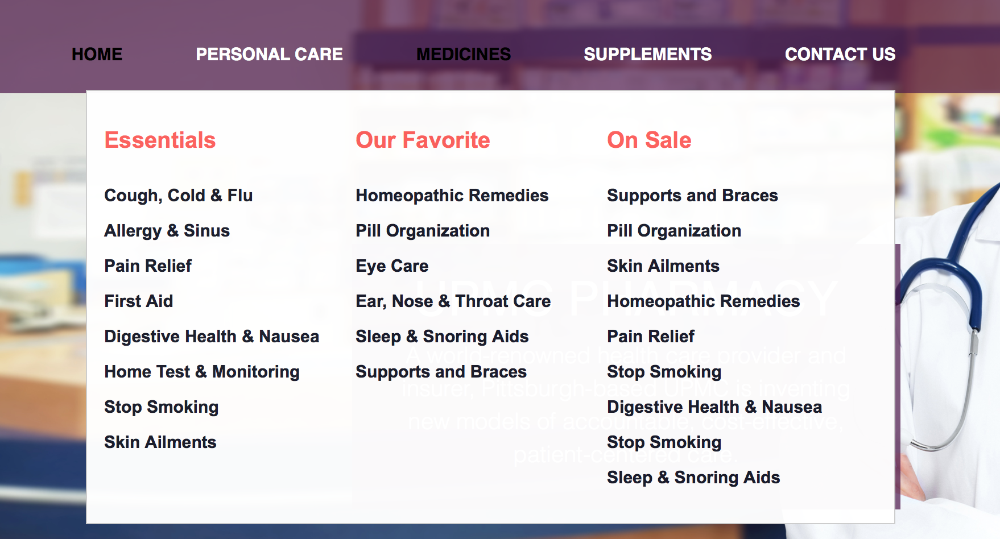 HOME PERSONAL CARE MEDICINES SUPPLEMENTS CONTACT US
Essentials
Cough, Cold & Flu
Allergy & Sinus
Pain Relief
First Aid
Digestive Health & Nausea
Home Test & Monitoring
Stop Smoking
Skin Ailments
Our Favorite
Homeopathic Remedies
Pill Organization
Eye Care
Ear, Nose & Throat Care
Sleep & Snoring Aids
Supports and Braces
On Sale
Supports and Braces
Pill Organization
Skin Ailments
Homeopathic Remedies
Pain Relief
Stop Smoking
Digestive Health & Nausea
Stop Smoking
Sleep & Snoring Aids
UPMC PHARMACY
A world-renowned health care provider and
insurer, Pittsburgh-based UPMC is inventing
new models of accountable, cost-effective,
patient-centered care.